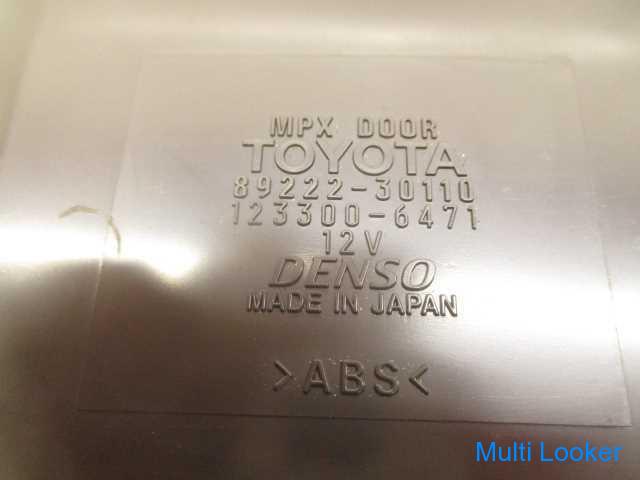 MPX DOOR
TOYOTA
89222-30110
123300-6471
12V
DENSO
MADE IN JAPAN
>ABS<
Multi Looker